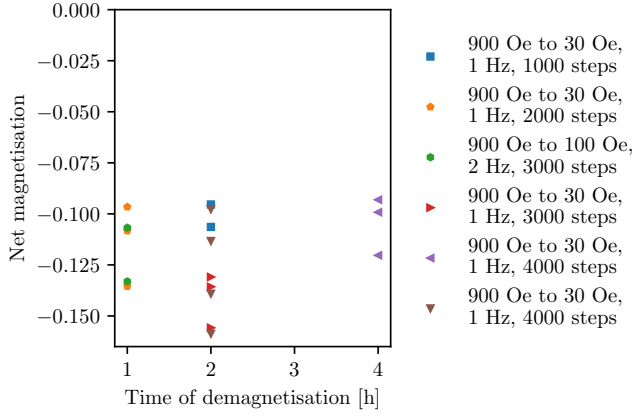 0.000
−0.025
−0.050
−0.075
−0.100
−0.125
−0.150
Net magnetisation
1 2 3 4
Time of demagnetisation [h]
900 Oe to 30 Oe,
1 Hz, 1000 steps
900 Oe to 30 Oe,
1 Hz, 2000 steps
900 Oe to 100 Oe,
2 Hz, 3000 steps
900 Oe to 30 Oe,
1 Hz, 3000 steps
900 Oe to 30 Oe,
1 Hz, 4000 steps
900 Oe to 30 Oe,
1 Hz, 4000 steps